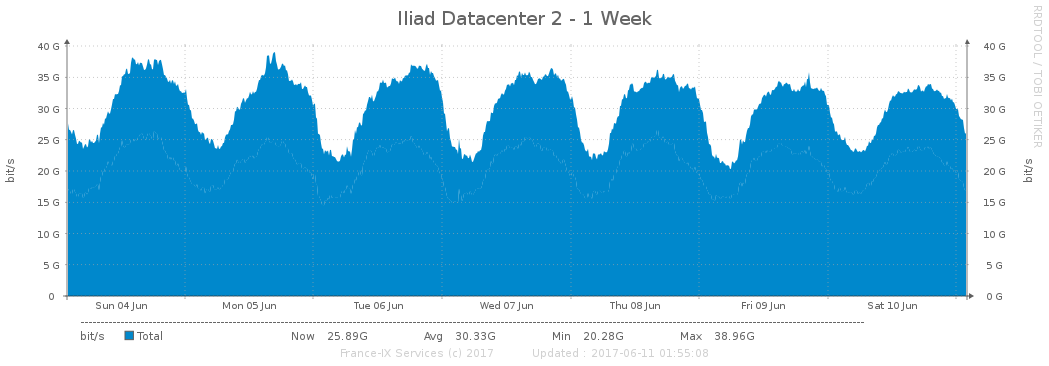 Iliad Datacenter 2 - 1 Week
RRDTOOL / TOBI OETIKER
40 G 40 G
35 G 35 G
30 G 30 G
25 G 25 G
20 G 20 G
15 G 15 G
10 G 10 G
5 G 5 G
0 0 G
bit/s
bit/s
Sun 04 Jun Mon 05 Jun Tue 06 Jun Wed 07 Jun Thu 08 Jun Fri 09 Jun Sat 10 Jun
bit/s Total Now 25.89G Avg 30.33G Min 20.28G Max 38.96G
France-IX Services (c) 2017 Updated : 2017-06-11 01:55:08